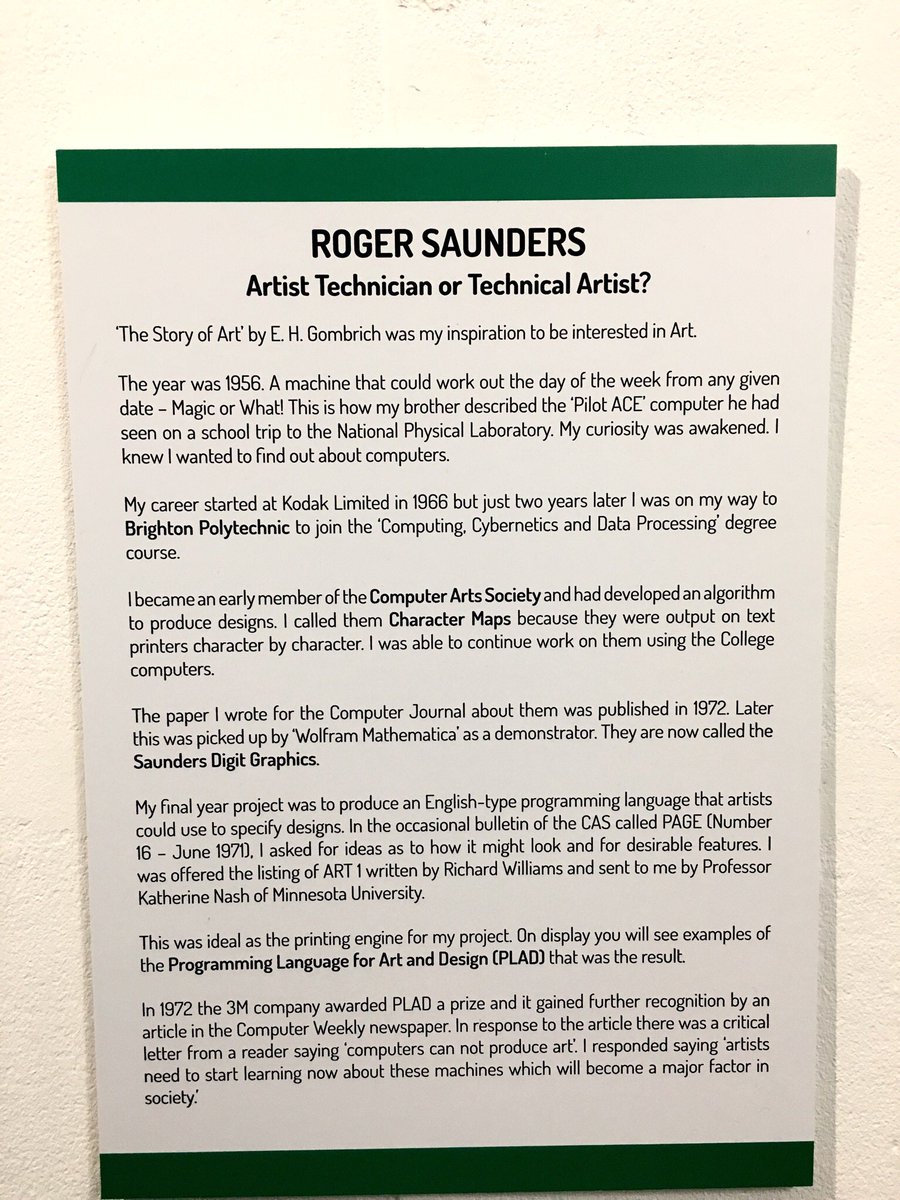 ROGER SAUNDERS
Artist Technician or Technical Artist?
‘The Story of Art’ by E. H. Gombrich was my inspiration to be interested in Art.
The year was 1956. A machine that could work out the day of the week from any given
date – Magic or What! This is how my brother described the ‘Pilot ACE’ computer he had
seen on a school trip to the National Physical Laboratory. My curiosity was awakened. I
knew I wanted to find out about computers.
My career started at Kodak Limited in 1966 but just two years later I was on my way to
Brighton Polytechnic to join the ‘Computing, Cybernetics and Data Processing’ degree
course.
I became an early member of the Computer Arts Society and had developed an algorithm
to produce designs. I called them Character Maps because they were output on text
printers character by character. I was able to continue work on them using the College
computers.
The paper I wrote for the Computer Journal about them was published in 1972. Later
this was picked up by ‘Wolfram Mathematica’ as a demonstrator. They are now called the
Saunders Digit Graphics.
My final year project was to produce an English-type programming language that artists
could use to specify designs. In the occasional bulletin of the CAS called PAGE (Number
16 – June 1971), I asked for ideas as to how it might look and for desirable features. I
was offered the listing of ART 1 written by Richard Williams and sent to me by Professor
Katherine Nash of Minnesota University.
This was ideal as the printing engine for my project. On display you will see examples of
the Programming Language for Art and Design (PLAD) that was the result.
In 1972 the 3M company awarded PLAD a prize and it gained further recognition by an
article in the Computer Weekly newspaper. In response to the article there was a critical
letter from a reader saying ‘computers can not produce art’. I responded saying ‘artists
need to start learning now about these machines which will become a major factor in
society.’